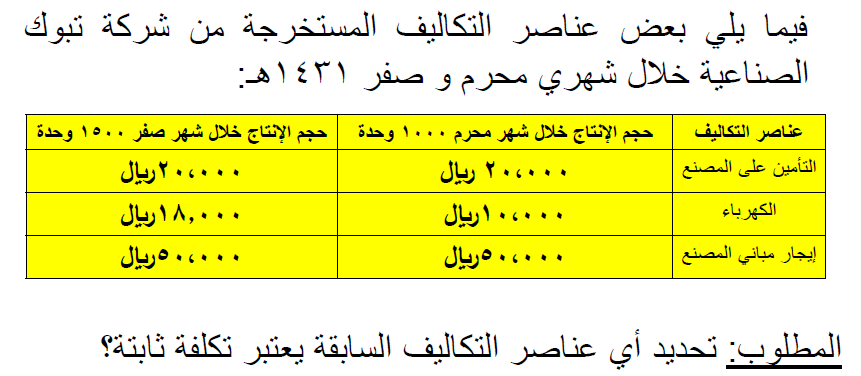 فيما يلي بعض عناصر التكاليف المستخرجة من شركة تبوك
الصناعية خلال شهري محرم و صفر ١٤٣١هـ:
عناصر التكاليف حجم الإنتاج خلال شهر محرم ١٠٠٠ وحدة حجم الإنتاج خلال شهر صفر ١٥٠٠ وحدة
التأمين على المصنع ٢٠,٠٠٠ ريال ٢٠,٠٠٠ريال
الكهرباء ١٠,٠٠٠ريال ١٨,٠٠٠ريال
إيجار مباني المصنع ٥٠,٠٠٠ريال ٥٠,٠٠٠ريال
المطلوب: تحديد أي عناصر التكاليف السابقة يعتبر تكلفة ثابتة؟